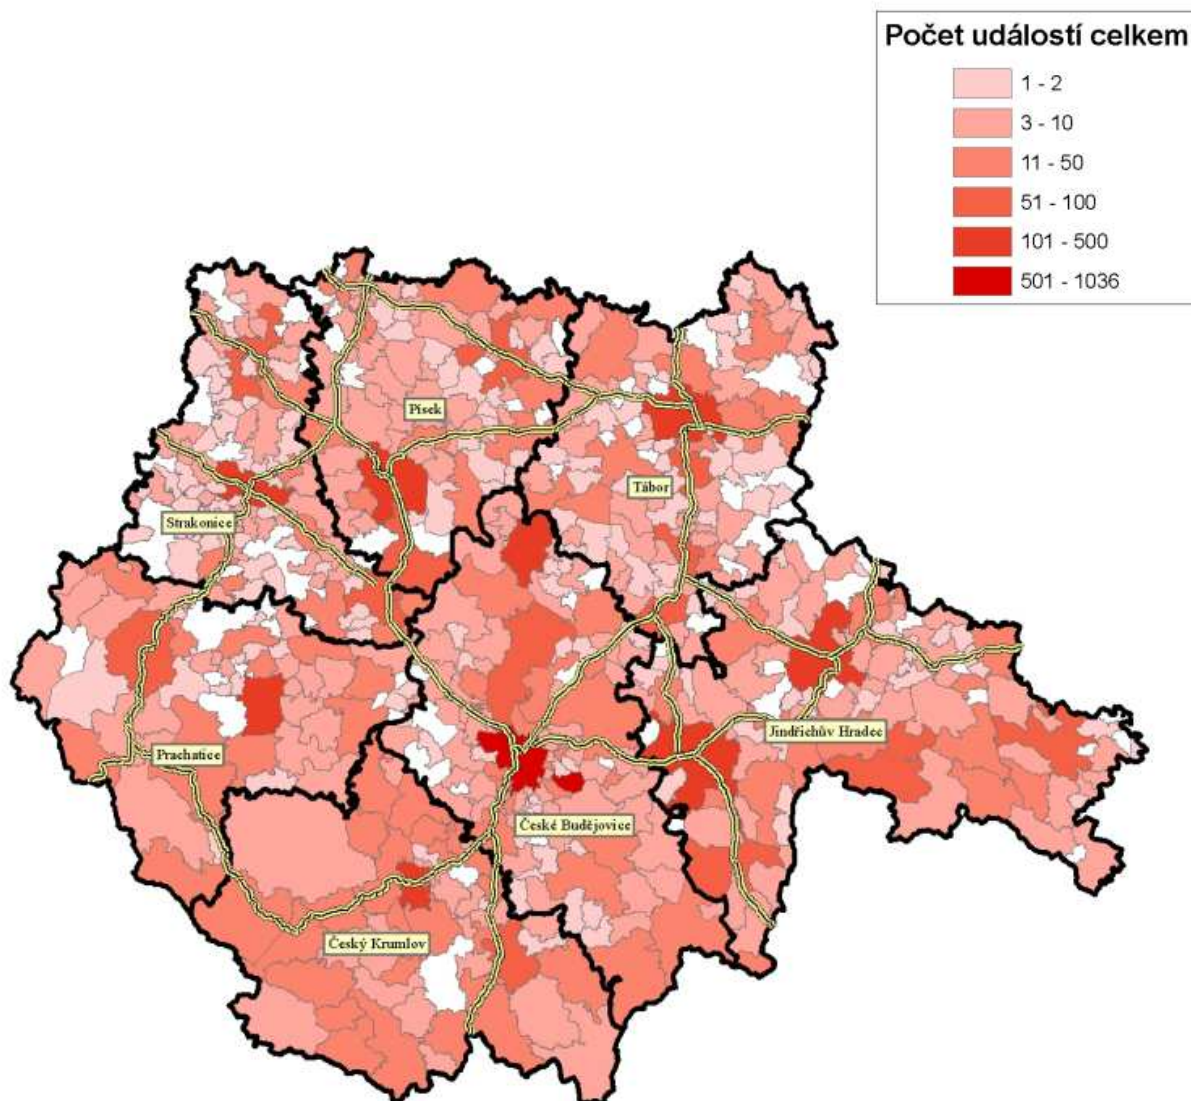 Počet událostí celkem
1 - 2
3 - 10
11 - 50
51 - 100
101 - 500
501 - 1036
Písek
Tábor
Strakonice
Jindřichův Hradec
Prachatice
České Budějovice
Český Krumlov